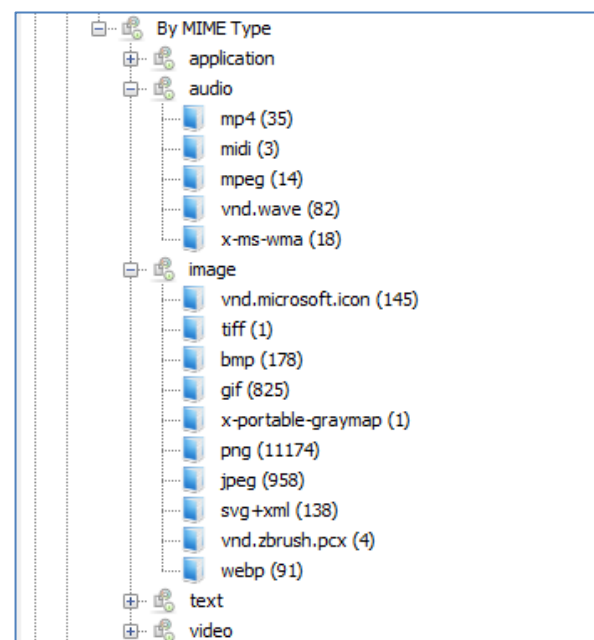 By MIME Type
application
audio
mp4 (35)
midi (3)
mpeg (14)
vnd.wave (82)
x-ms-wma (18)
image
vnd.microsoft.icon (145)
tiff (1)
bmp (178)
gif (825)
x-portable-graymap (1)
png (11174)
jpeg (958)
svg+xml (138)
vnd.zbrush.pcx (4)
webp (91)
text
video